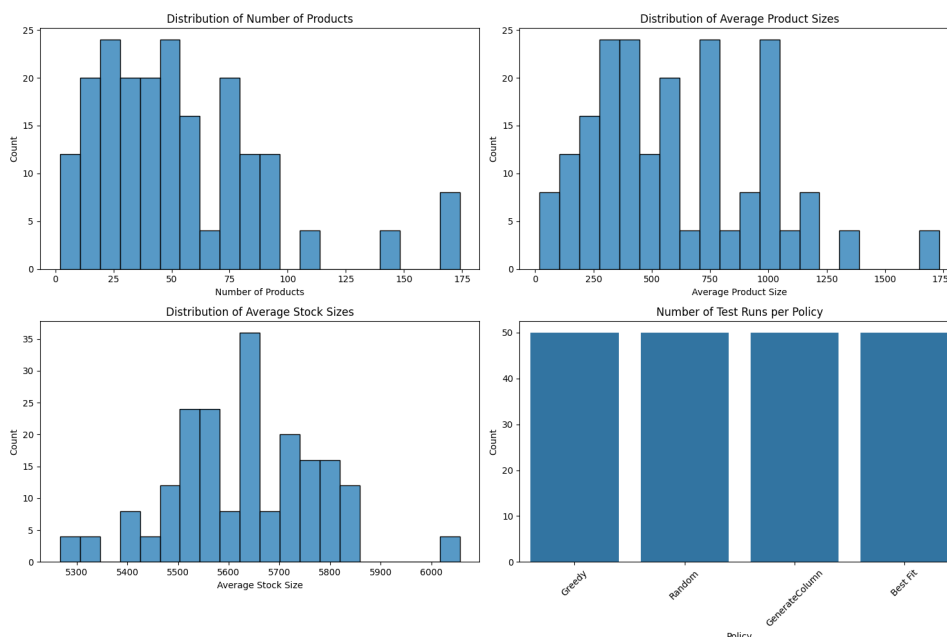 Distribution of Number of Products
25
20
15
10
5
0
Count
0 25 50 75 100 125 150 175
Number of Products
Distribution of Average Product Sizes
25
20
15
10
5
0
Count
0 250 500 750 1000 1250 1500 175
Average Product Size
Distribution of Average Stock Sizes
35
30
25
20
15
10
5
0
Count
5300 5400 5500 5600 5700 5800 5900 6000
Average Stock Size
Number of Test Runs per Policy
50
40
30
20
10
0
Count
Greedy
Random
GenerateColumn
Best Fit
Policy